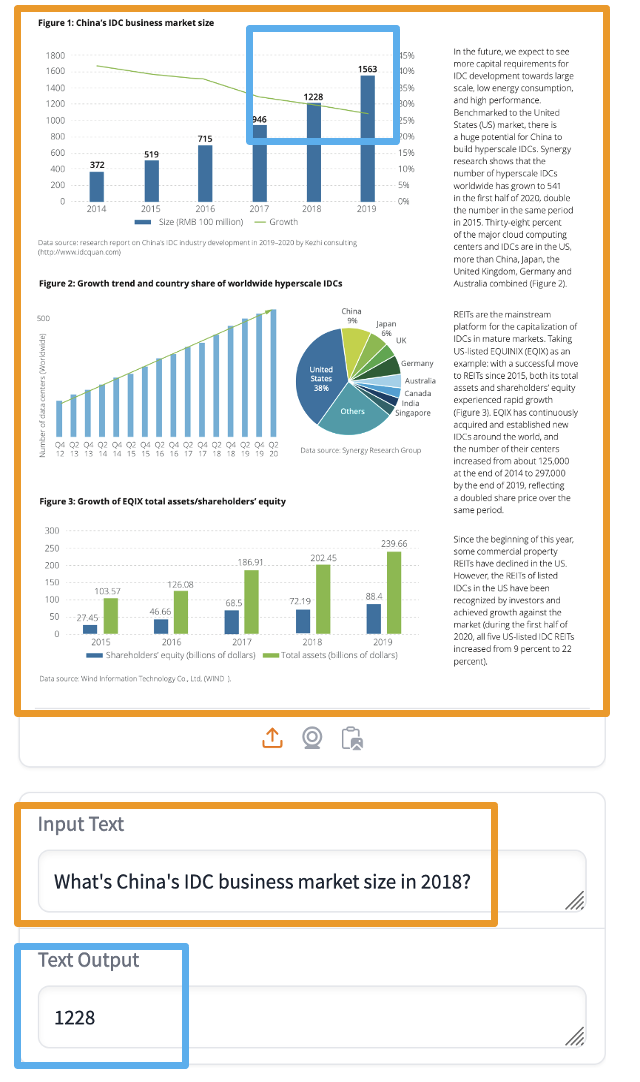 Figure 1: China's IDC business market size
1800
1600
1400
1200
1000
800
600
400
200
0
45%
40%
35%
30%
25%
20%
15%
10%
5%
0%
372
519
715
946
1228
1563
2014 2015 2016 2017 2018 2019
Size (RMB 100 million) Growth
Data source: research report on China's IDC industry development in 2019–2020 by Kezhi consulting
(http://www.idcquan.com)
Figure 2: Growth trend and country share of worldwide hyperscale IDCs
Number of data centers (Worldwide)
500
Q4 Q2 Q4 Q2 Q4 Q2 Q4 Q2 Q4 Q2 Q4 Q2 Q4 Q2 Q4 Q2
12 13 13 14 14 15 15 16 16 17 17 18 18 19 19 20
China
9%
Japan
6%
UK
Germany
Australia
Canada
India
Singapore
Others
United
States
38%
Data source: Synergy Research Group
Figure 3: Growth of EQIX total assets/shareholders' equity
300
250
200
150
100
50
0
27.45 103.57
46.66 126.08
68.5 186.91
72.19 202.45
88.4 239.66
2015 2016 2017 2018 2019
Shareholders' equity (billions of dollars) Total assets (billions of dollars)
Data source: Wind Information Technology Co., Ltd. (WIND ).
In the future, we expect to see
more capital requirements for
IDC development towards large
scale, low energy consumption,
and high performance.
Benchmarked to the United
States (US) market, there is
a huge potential for China to
build hyperscale IDCs. Synergy
research shows that the
number of hyperscale IDCs
worldwide has grown to 541
in the first half of 2020, double
the number in the same period
in 2015. Thirty-eight percent
of the major cloud computing
centers and IDCs are in the US,
more than China, Japan, the
United Kingdom, Germany and
Australia combined (Figure 2).
REITs are the mainstream
platform for the capitalization of
IDCs in mature markets. Taking
US-listed EQUINIX (EQIX) as an
example: with a successful move
to REITs since 2015, both its total
assets and shareholders' equity
experienced rapid growth
(Figure 3). EQIX has continuously
acquired and established new
IDCs around the world, and
the number of their centers
increased from about 125,000
at the end of 2014 to 297,000
by the end of 2019, reflecting
a doubled share price over the
same period.
Since the beginning of this year,
some commercial property
REITs have declined in the US.
However, the REITs of listed
IDCs in the US have been
recognized by investors and
achieved growth against the
market (during the first half of
2020, all five US-listed IDC REITs
increased from 9 percent to 22
percent).
Input Text
What's China's IDC business market size in 2018?
Text Output
1228